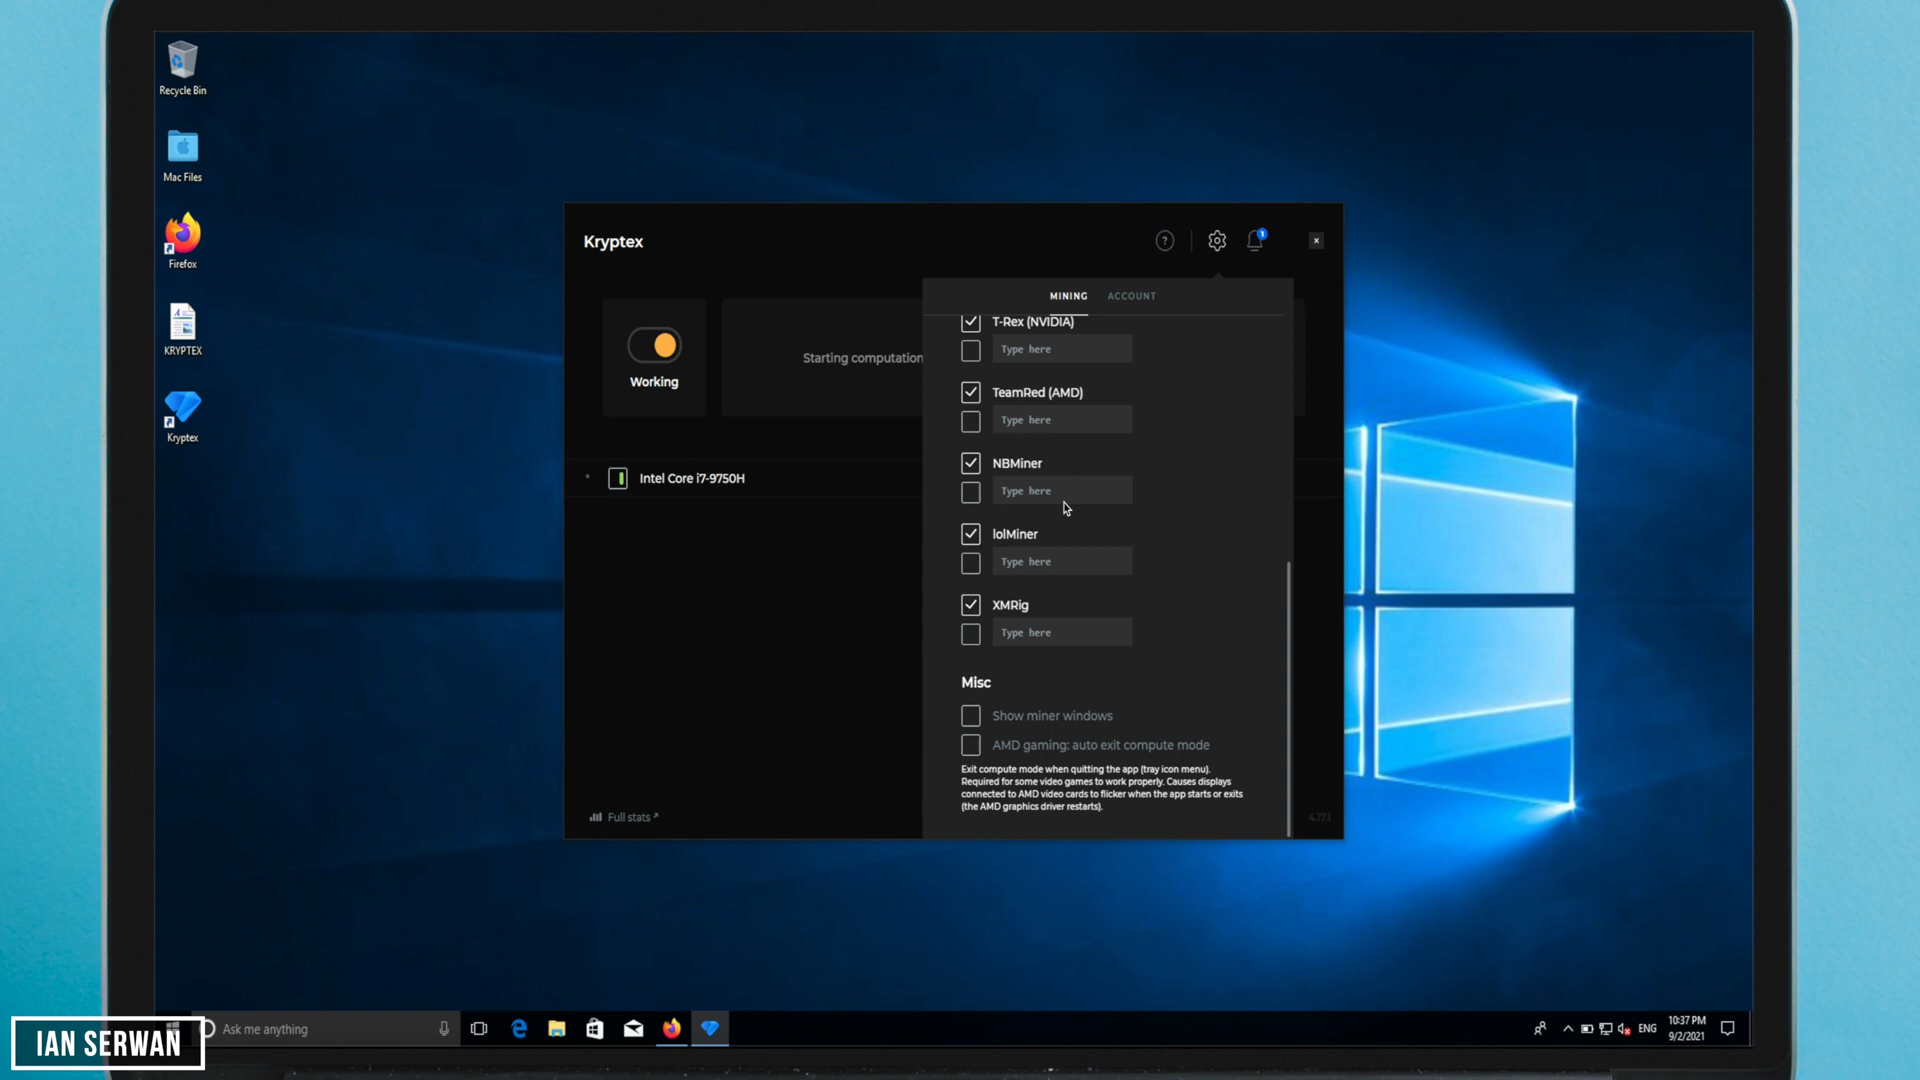 Recycle Bin
Mac Files
Firefox
KRYPTEX
Kryptex
Kryptex
?
1
x
MINING ACCOUNT
Working
Starting computation
Intel Core i7-9750H
T-Rex (NVIDIA)
Type here
TeamRed (AMD)
Type here
NBMiner
Type here
lolMiner
Type here
XMRig
Type here
Misc
Show miner windows
AMD gaming: auto exit compute mode
Exit compute mode when quitting the app (tray icon menu).
Required for some video games to work properly. Causes displays
connected to AMD video cards to flicker when the app starts or exits
(the AMD graphics driver restarts).
Full stats
4.17.1
Ask me anything
ENG
10:37 PM
9/2/2021
IAN SERWAN